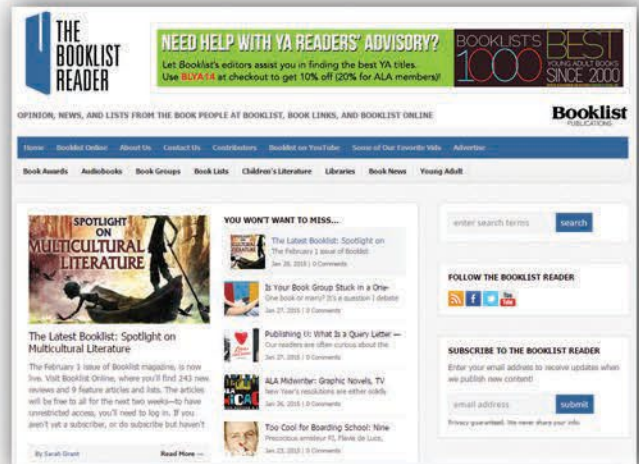 THE
BOOKLIST
READER
NEED HELP WITH YA READERS' ADVISORY?
Let Booklist's editors assist you in finding the best YA titles.
Use BLYA14 at checkout to get 10% off (20% for ALA members)!
BOOKLIST'S
1000
BEST
YOUNG ADULT BOOKS
SINCE 2000
OPINION, NEWS, AND LISTS FROM THE BOOK PEOPLE AT BOOKLIST, BOOK LINKS, AND BOOKLIST ONLINE
Booklist
PUBLICATIONS
Home Booklist Online About Us Contact Us Contributors Booklist on YouTube Some of Our Favorite Vids Advertise
Book Awards Audiobooks Book Groups Book Lists Children's Literature Libraries Book News Young Adult
SPOTLIGHT
ON
MULTICULTURAL
LITERATURE
The Latest Booklist: Spotlight on
Multicultural Literature
The February 1 issue of Booklist magazine, is now
live. Visit Booklist Online, where you'll find 243 new
reviews and 9 feature articles and lists. The articles
will be free to all for the next two weeks—to have
unrestricted access, you'll need to log in. If you
aren't yet a subscriber, or do subscribe but haven't
By Sarah Grant Read More
YOU WON'T WANT TO MISS...
The Latest Booklist: Spotlight on
The February 1 issue of Booklist
Jan 28, 2015 | 0 Comments
Is Your Book Group Stuck in a One-
One book or many? It's a question I debate
Jan 27, 2015 | 0 Comments
Publishing U: What Is a Query Letter —
Our readers are often curious about the
Jan 27, 2015 | 0 Comments
ALA Midwinter: Graphic Novels, TV
New Year's resolutions are either solidly
Jan 26, 2015 | 0 Comments
Too Cool for Boarding School: Nine
Precocious amateur PI, Flavia de Luce,
Jan 23, 2015 | 0 Comments
enter search terms search
FOLLOW THE BOOKLIST READER
You
Tube
SUBSCRIBE TO THE BOOKLIST READER
Enter your email address to receive updates when
we publish new content!
email address submit
Privacy guaranteed. We never share your info.